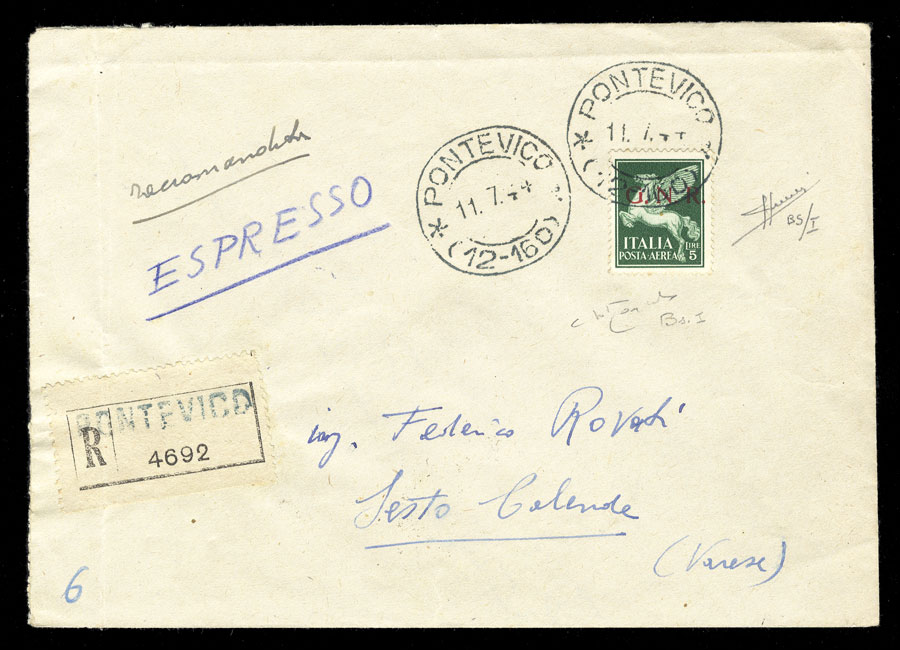 PONTEVICO
11.7.44
(12-160)
PONTEVICO
11.7.44
G.N.R.
ITALIA
POSTA-AEREA
LIRE
5
BS/I
Bs. I
raccomandata
ESPRESSO
PONTEVICO
R
4692
ing. Federico Rovati
Sesto Calende
(Varese)
6